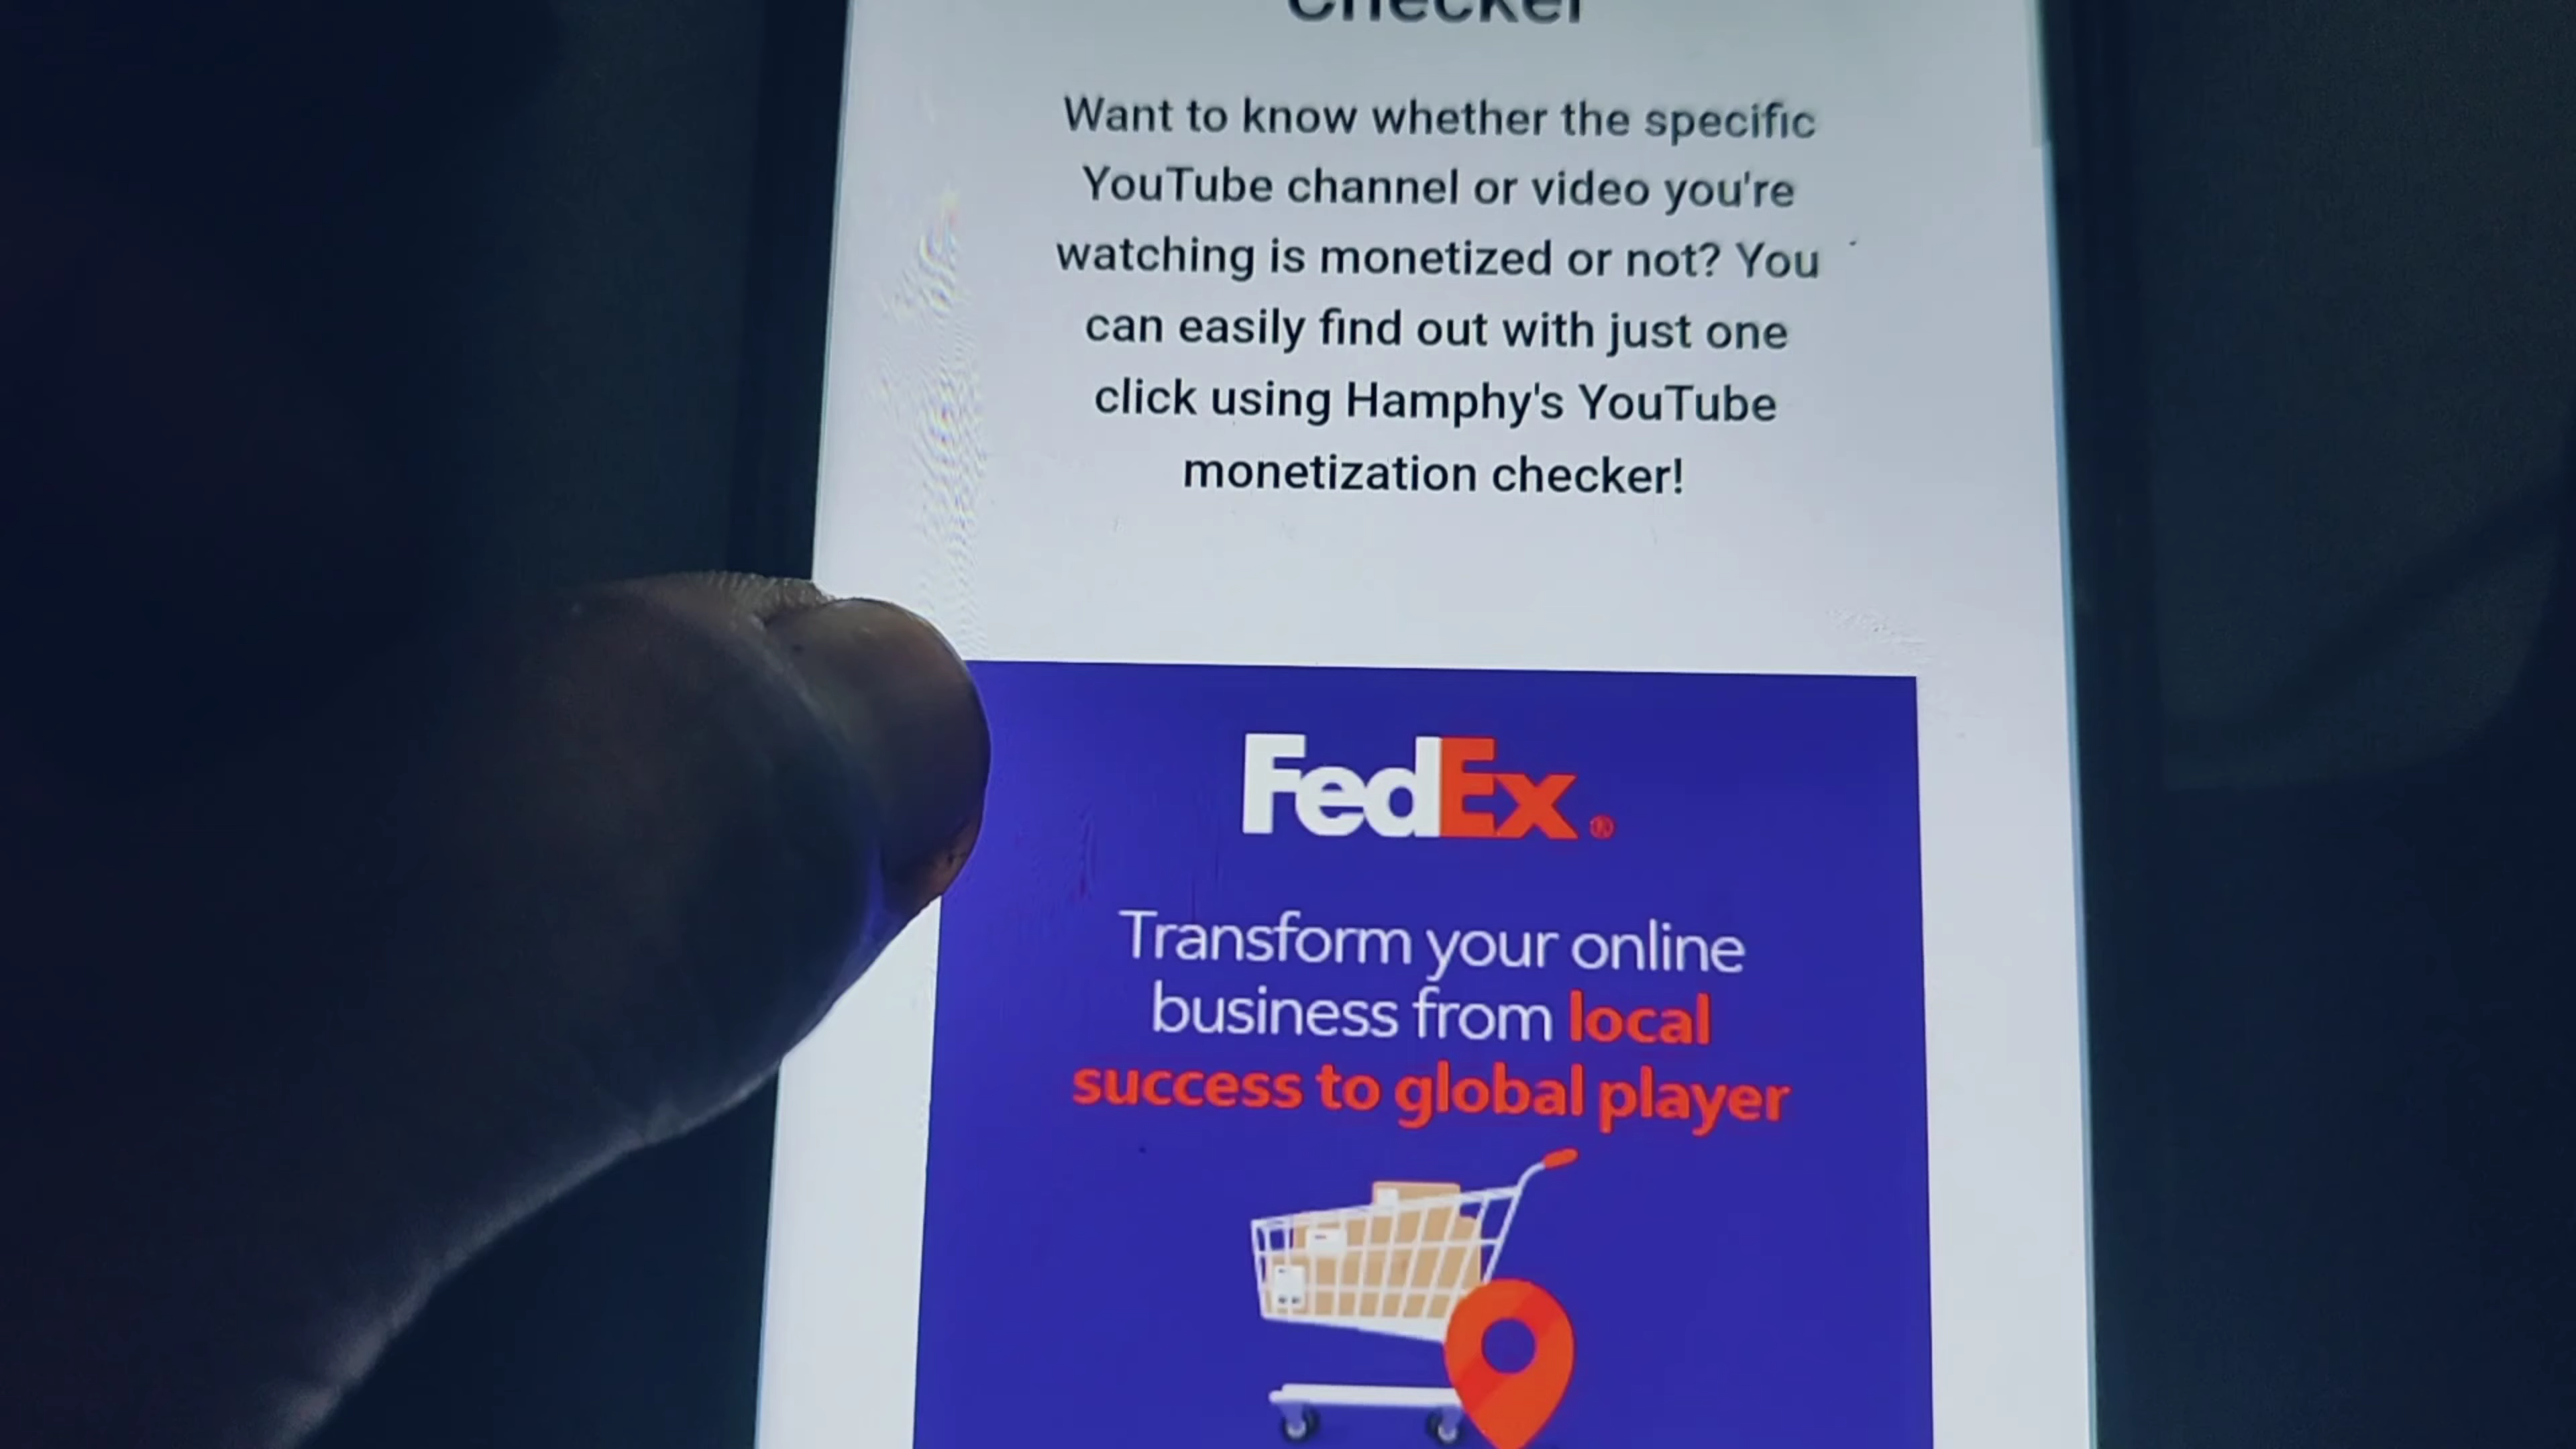 Checker
Want to know whether the specific
YouTube channel or video you're
watching is monetized or not? You
can easily find out with just one
click using Hamphy's YouTube
monetization checker!
FedEx®
Transform your online
business from local
success to global player